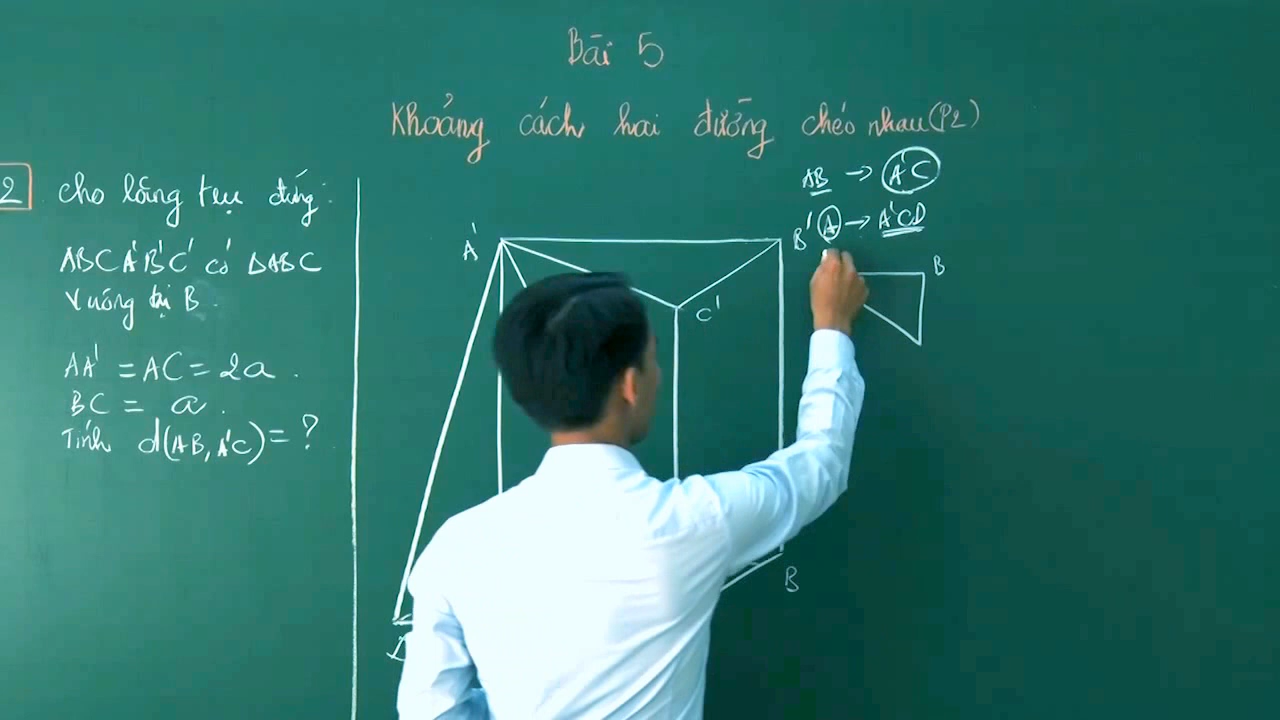 Bài 5
Khoảng cách hai đường chéo nhau (P2)
2 Cho lăng trụ đứng:
ABC A'B'C' có ΔABC
vuông tại B.
AA' = AC = 2a.
BC = a.
Tính d(AB, A'C) = ?
AB → A'C
A → A'CD
A'
B'
C'
B
B